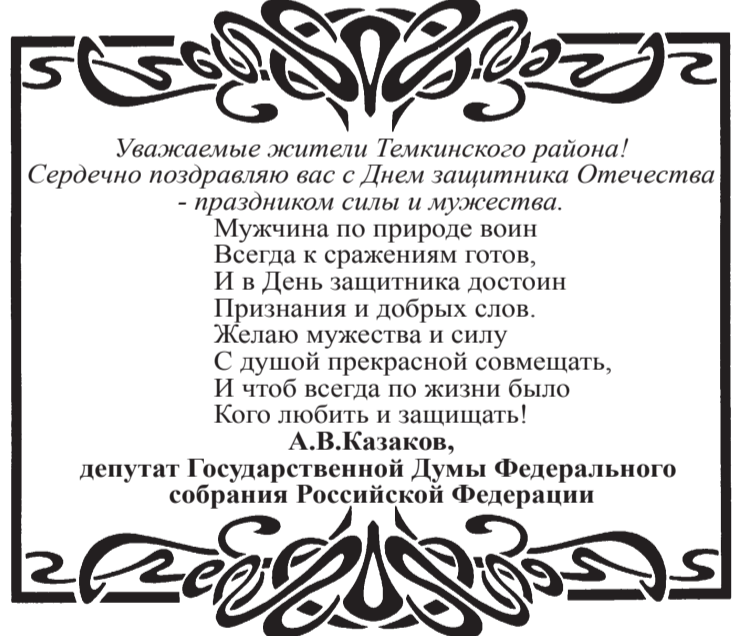 Уважаемые жители Темкинского района!
Сердечно поздравляю вас с Днем защитника Отечества
- праздником силы и мужества.
Мужчина по природе воин
Всегда к сражениям готов,
И в День защитника достоин
Признания и добрых слов.
Желаю мужества и силу
С душой прекрасной совмещать,
И чтоб всегда по жизни было
Кого любить и защищать!
А.В.Казаков,
депутат Государственной Думы Федерального
собрания Российской Федерации